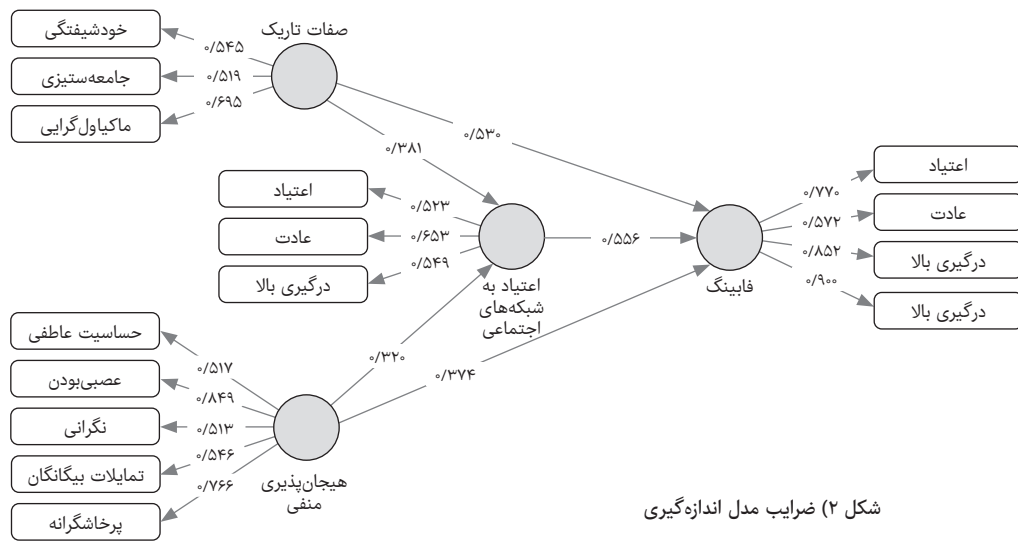 صفات تاریک
خودشیفتگی
جامعه‌ستیزی
ماکیاول‌گرایی
۰/۵۴۵
۰/۵۱۹
۰/۶۹۵
۰/۵۳۰
۰/۳۸۱
اعتیاد
عادت
درگیری بالا
۰/۵۲۳
۰/۶۵۳
۰/۵۴۹
اعتیاد به
شبکه‌های
اجتماعی
۰/۵۵۶
فابینگ
۰/۷۷۰
۰/۵۷۲
۰/۸۵۲
۰/۹۰۰
اعتیاد
عادت
درگیری بالا
درگیری بالا
۰/۳۲۰
۰/۳۷۴
حساسیت عاطفی
عصبی‌بودن
نگرانی
تمایلات بیگانگان
پرخاشگرانه
۰/۵۱۷
۰/۸۴۹
۰/۵۱۳
۰/۵۴۶
۰/۷۶۶
هیجان‌پذیری
منفی
شکل ۲) ضرایب مدل اندازه‌گیری